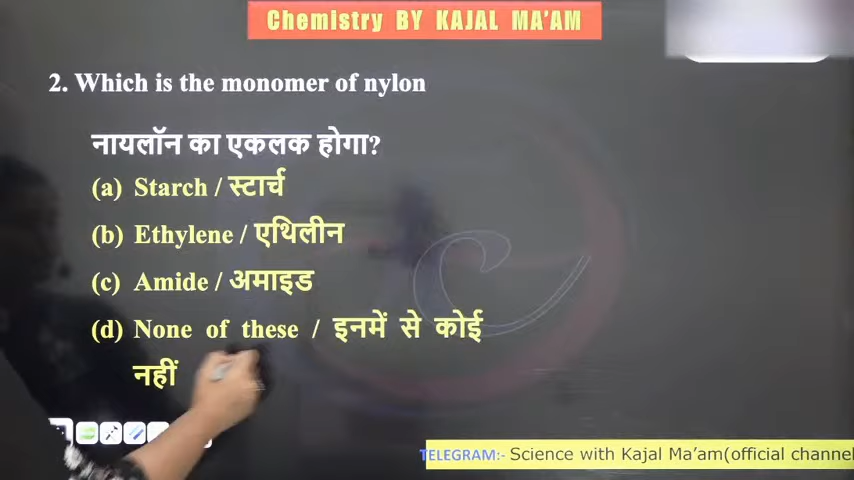 Chemistry BY KAJAL MA'AM
2. Which is the monomer of nylon
नायलॉन का एकलक होगा?
(a) Starch / स्टार्च
(b) Ethylene / एथिलीन
(c) Amide / अमाइड
(d) None of these / इनमें से कोई
नहीं
TELEGRAM:- Science with Kajal Ma'am(official channel